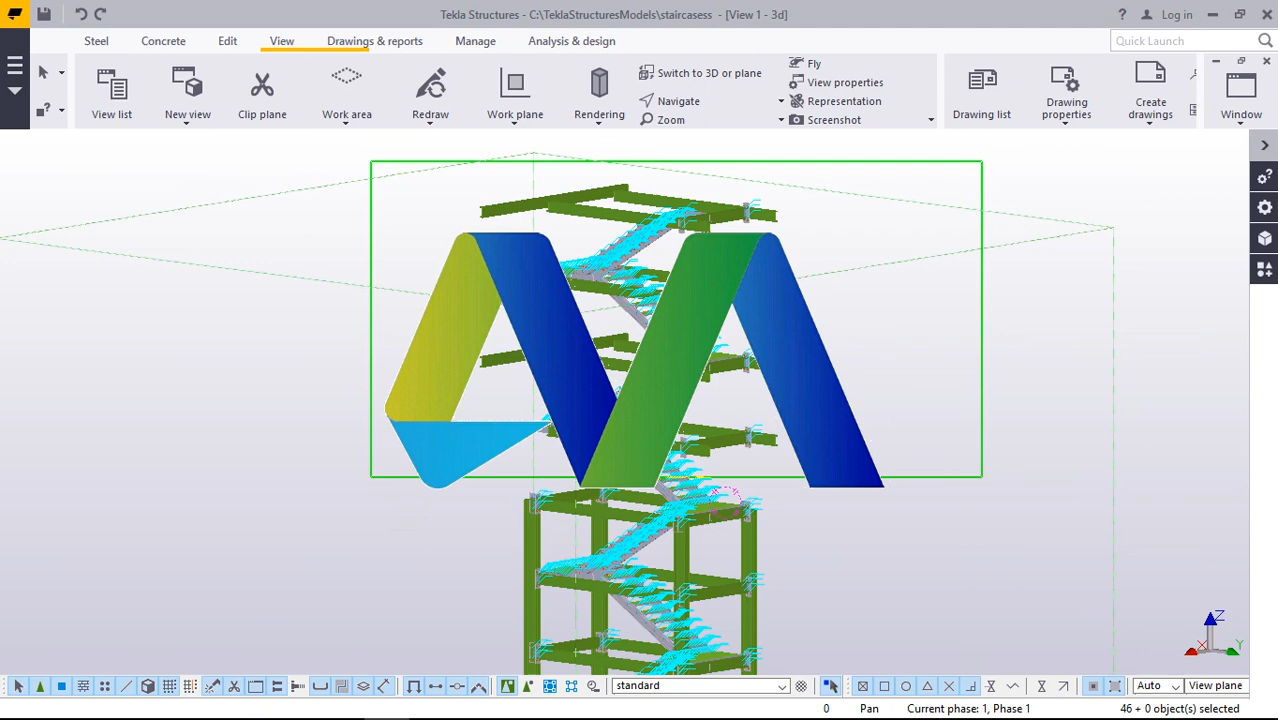 Tekla Structures - C:\TeklaStructuresModels\staircasess - [View 1 - 3d]
? Log in
Steel Concrete Edit View Drawings & reports Manage Analysis & design Quick Launch
View list
New view
Clip plane
Work area
Redraw
Work plane
Rendering
Switch to 3D or plane
Navigate
Zoom
Fly
View properties
Representation
Screenshot
Drawing list
Drawing properties
Create drawings
Window
Z
Y
standard
Auto
View plane
0 Pan Current phase: 1, Phase 1 46 + 0 object(s) selected